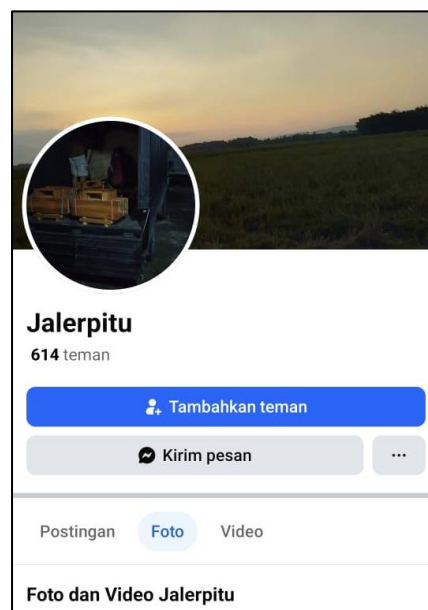 Jalerpitu
614 teman
Tambahkan teman
Kirim pesan
Postingan Foto Video
Foto dan Video Jalerpitu